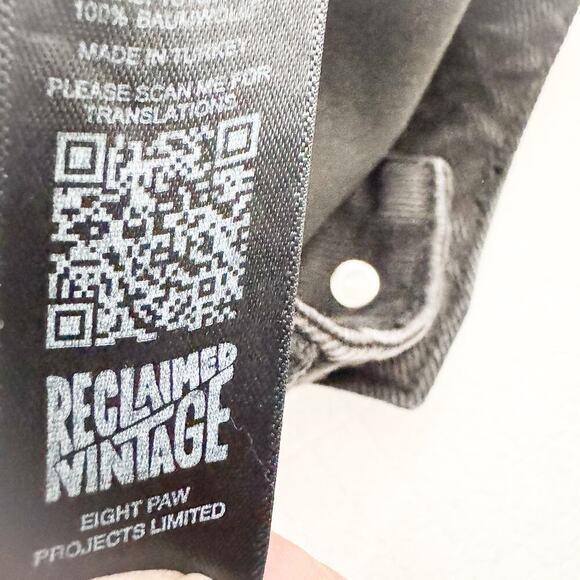 100% BAUMWOLLE
MADE IN TURKEY
PLEASE SCAN ME FOR
TRANSLATIONS
RECLAIMED
VINTAGE
EIGHT PAW
PROJECTS LIMITED